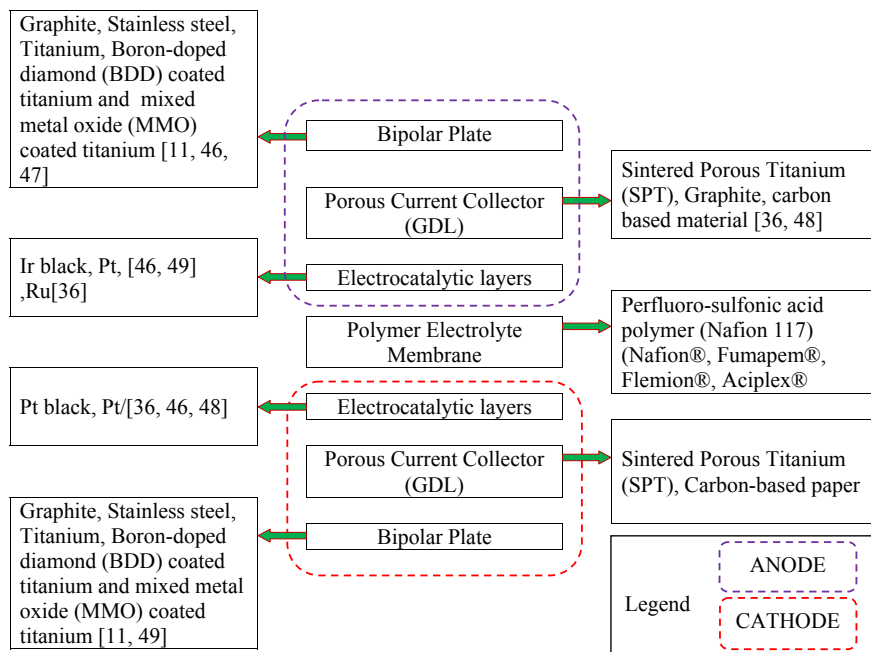 Graphite, Stainless steel,
Titanium, Boron-doped
diamond (BDD) coated
titanium and mixed
metal oxide (MMO)
coated titanium [11, 46,
47]
Bipolar Plate
Porous Current Collector
(GDL)
Sintered Porous Titanium
(SPT), Graphite, carbon
based material [36, 48]
Ir black, Pt, [46, 49]
,Ru[36]
Electrocatalytic layers
Polymer Electrolyte
Membrane
Perfluoro-sulfonic acid
polymer (Nafion 117)
(Nafion®, Fumapem®,
Flemion®, Aciplex®
Pt black, Pt/[36, 46, 48]
Electrocatalytic layers
Porous Current Collector
(GDL)
Sintered Porous Titanium
(SPT), Carbon-based paper
Graphite, Stainless steel,
Titanium, Boron-doped
diamond (BDD) coated
titanium and mixed metal
oxide (MMO) coated
titanium [11, 49]
Bipolar Plate
Legend
ANODE
CATHODE